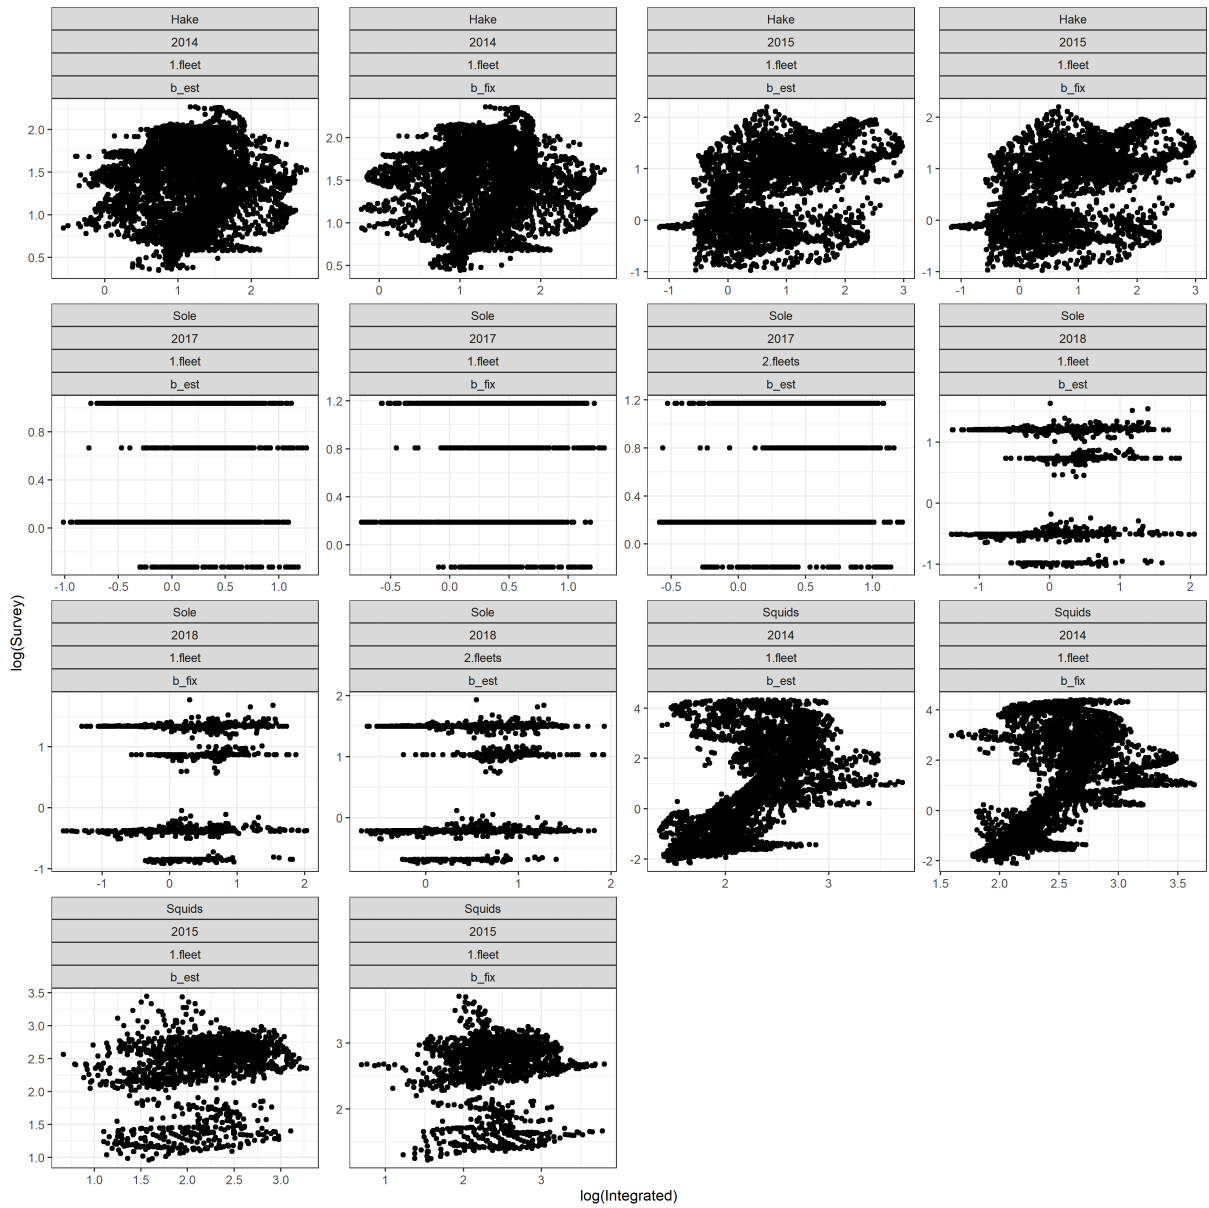 Hake Hake Hake Hake
2014 2014 2015 2015
1.fleet 1.fleet 1.fleet 1.fleet
b_est b_fix b_est b_fix
2.0
1.5
1.0
0.5
0 1 2
2.0
1.5
1.0
0.5
0 1 2
2
1
0
-1
-1 0 1 2 3
2
1
0
-1
-1 0 1 2 3
Sole Sole Sole Sole
2017 2017 2017 2018
1.fleet 1.fleet 2.fleets 1.fleet
b_est b_fix b_est b_est
0.8
0.4
0.0
-1.0 -0.5 0.0 0.5 1.0
1.2
0.8
0.4
0.0
-0.5 0.0 0.5 1.0
1.2
0.8
0.4
0.0
-0.5 0.0 0.5 1.0
1
0
-1
-1 0 1 2
Sole Sole Squids Squids
2018 2018 2014 2014
1.fleet 2.fleets 1.fleet 1.fleet
b_fix b_est b_est b_fix
1
0
-1
-1 0 1 2
2
1
0
0 1 2
4
2
0
-2
2 3
4
2
0
-2
1.5 2.0 2.5 3.0 3.5
Squids Squids
2015 2015
1.fleet 1.fleet
b_est b_fix
3.5
3.0
2.5
2.0
1.5
1.0
1.0 1.5 2.0 2.5 3.0
3
2
1 2 3
log(Survey)
log(Integrated)